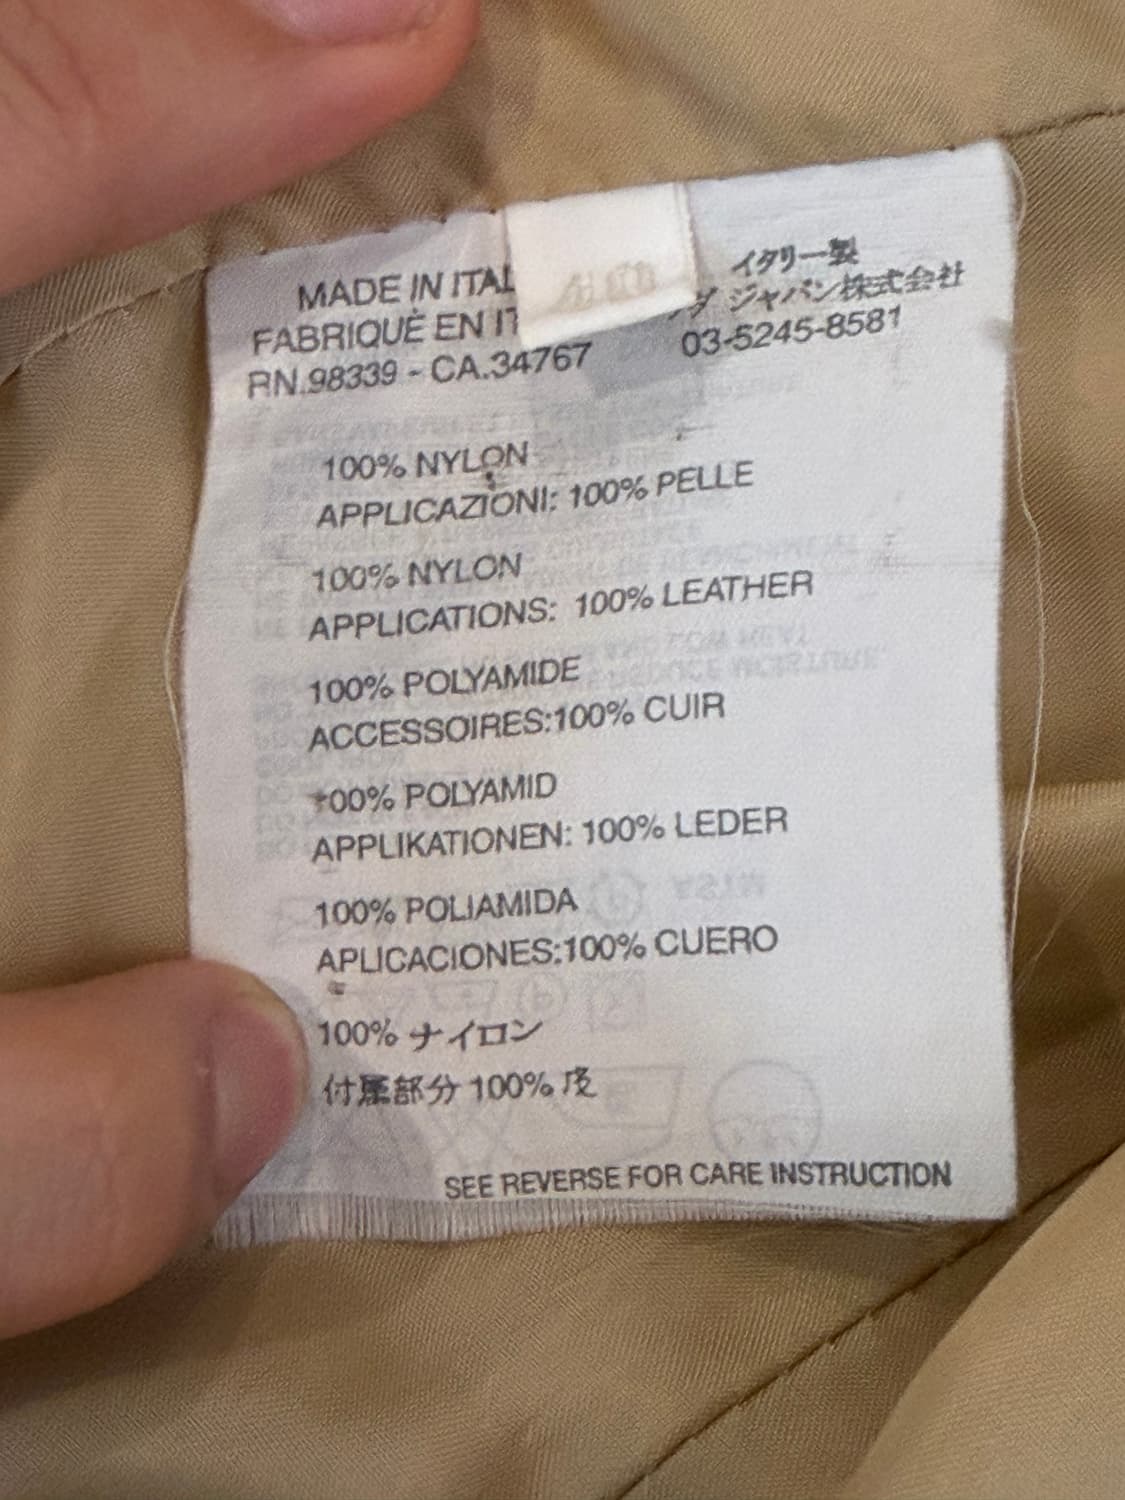 MADE IN ITAL
FABRIQUÉ EN IT
RN.98339 - CA.34767
イタリー製
ダ ジャパン株式会社
03-5245-8581
100% NYLON
APPLICAZIONI: 100% PELLE
100% NYLON
APPLICATIONS: 100% LEATHER
100% POLYAMIDE
ACCESSOIRES:100% CUIR
100% POLYAMID
APPLIKATIONEN: 100% LEDER
100% POLIAMIDA
APLICACIONES:100% CUERO
100% ナイロン
付属部分 100% 皮
SEE REVERSE FOR CARE INSTRUCTION